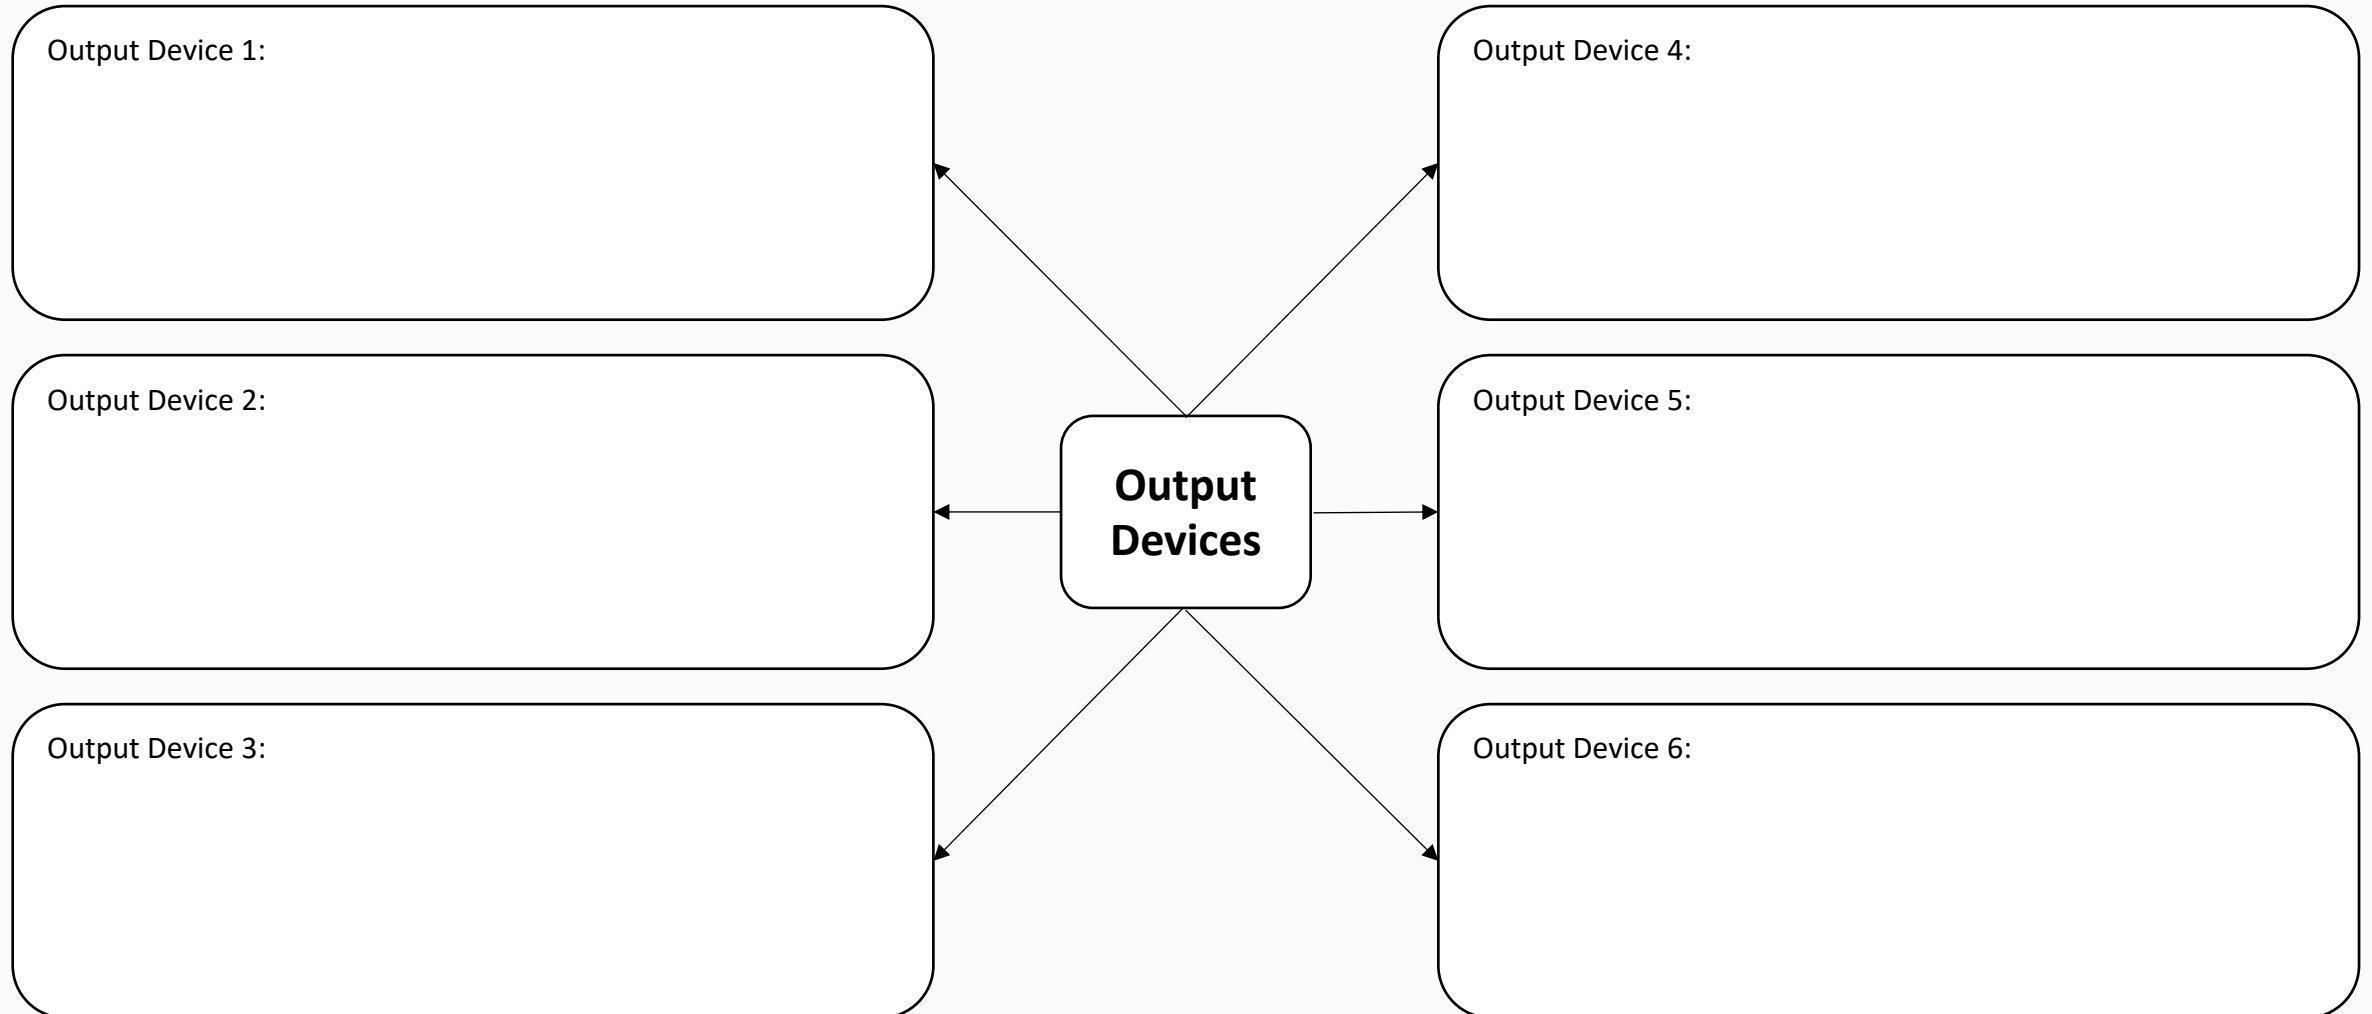 Output Device 1:
Output Device 4:
Output Device 2:
Output Device 5:
Output
Devices
Output Device 3:
Output Device 6: